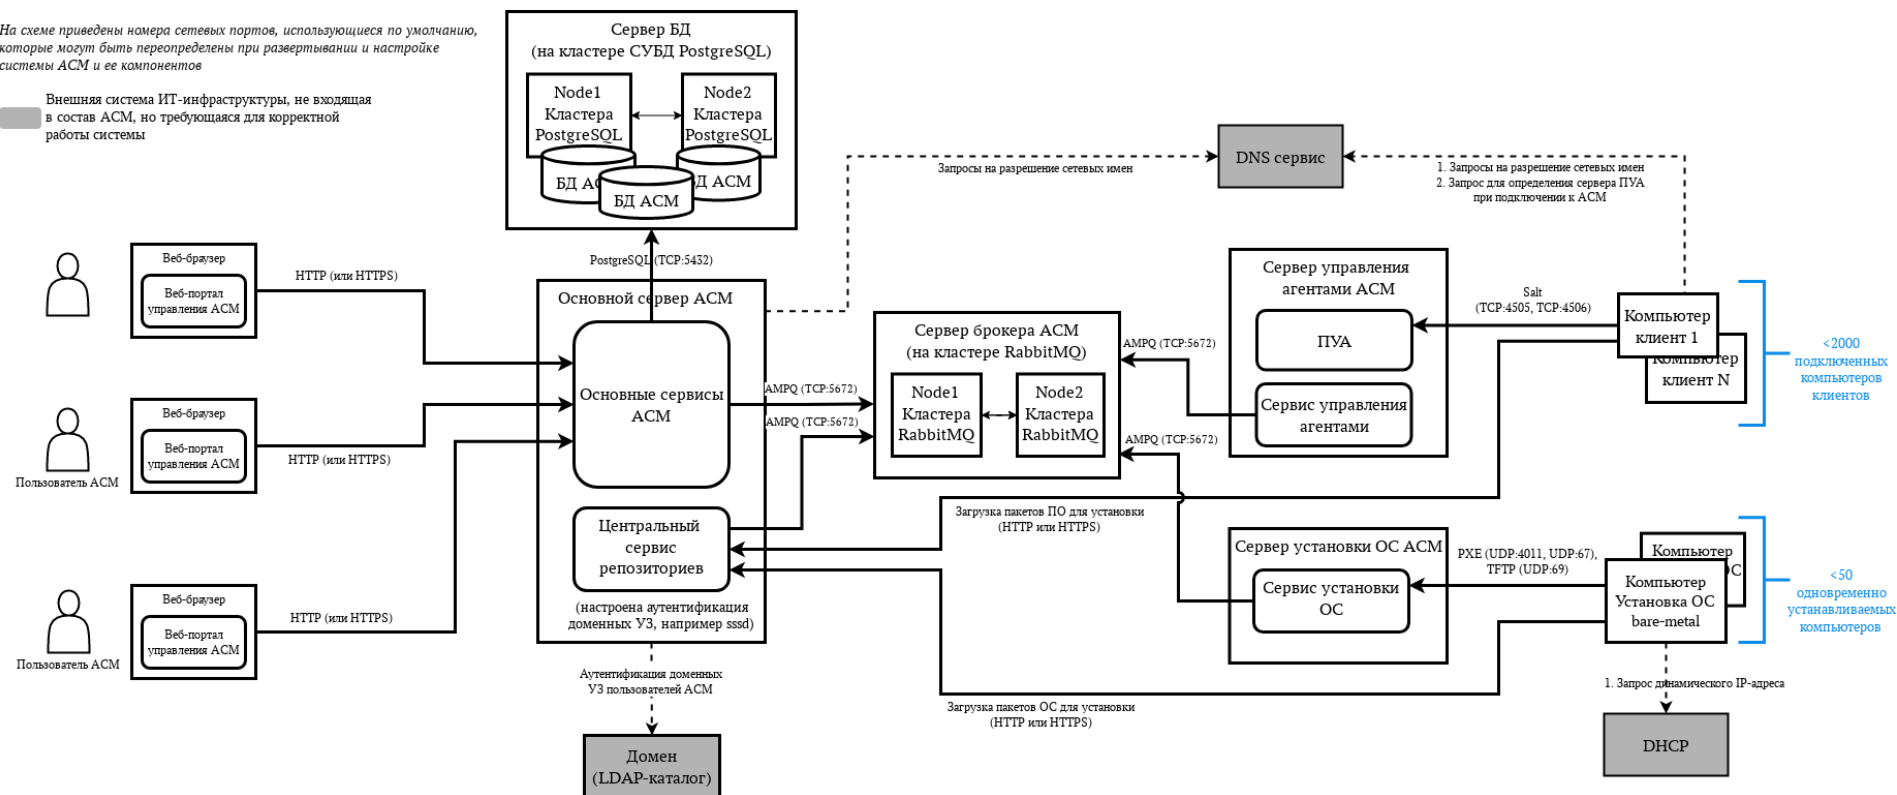 На схеме приведены номера сетевых портов, использующиеся по умолчанию,
которые могут быть переопределены при развертывании и настройке
системы АСМ и ее компонентов
Внешняя система ИТ-инфраструктуры, не входящая
в состав АСМ, но требующаяся для корректной
работы системы
Сервер БД
(на кластере СУБД PostgreSQL)
Node1
Кластера
PostgreSQL
Node2
Кластера
PostgreSQL
БД АС
БД АСМ
БД АСМ
PostgreSQL (TCP:5432)
Веб-браузер
Веб-портал
управления АСМ
HTTP (или HTTPS)
Веб-браузер
Веб-портал
управления АСМ
HTTP (или HTTPS)
Пользователь АСМ
Веб-браузер
Веб-портал
управления АСМ
HTTP (или HTTPS)
Пользователь АСМ
Основной сервер АСМ
Основные сервисы
АСМ
Центральный
сервис
репозиториев
(настроена аутентификация
доменных УЗ, например sssd)
Аутентификация доменных
УЗ пользователей АСМ
Домен
(LDAP-каталог)
AMPQ (TCP:5672)
AMPQ (TCP:5672)
Сервер брокера АСМ
(на кластере RabbitMQ)
Node1
Кластера
RabbitMQ
Node2
Кластера
RabbitMQ
AMPQ (TCP:5672)
AMPQ (TCP:5672)
Запросы на разрешение сетевых имен
DNS сервис
1. Запросы на разрешение сетевых имен
2. Запрос для определения сервера ПУА
при подключении к АСМ
Сервер управления
агентами АСМ
ПУА
Сервис управления
агентами
Salt
(TCP:4505, TCP:4506)
Компьютер
клиент 1
Компьютер
клиент N
<2000
подключенных
компьютеров
клиентов
Загрузка пакетов ПО для установки
(HTTP или HTTPS)
Сервер установки ОС АСМ
Сервис установки
ОС
PXE (UDP:4011, UDP:67),
TFTP (UDP:69)
Компьютер
ОС
Компьютер
Установка ОС
bare-metal
<50
одновременно
устанавливаемых
компьютеров
Загрузка пакетов ОС для установки
(HTTP или HTTPS)
1. Запрос динамического IP-адреса
DHCP